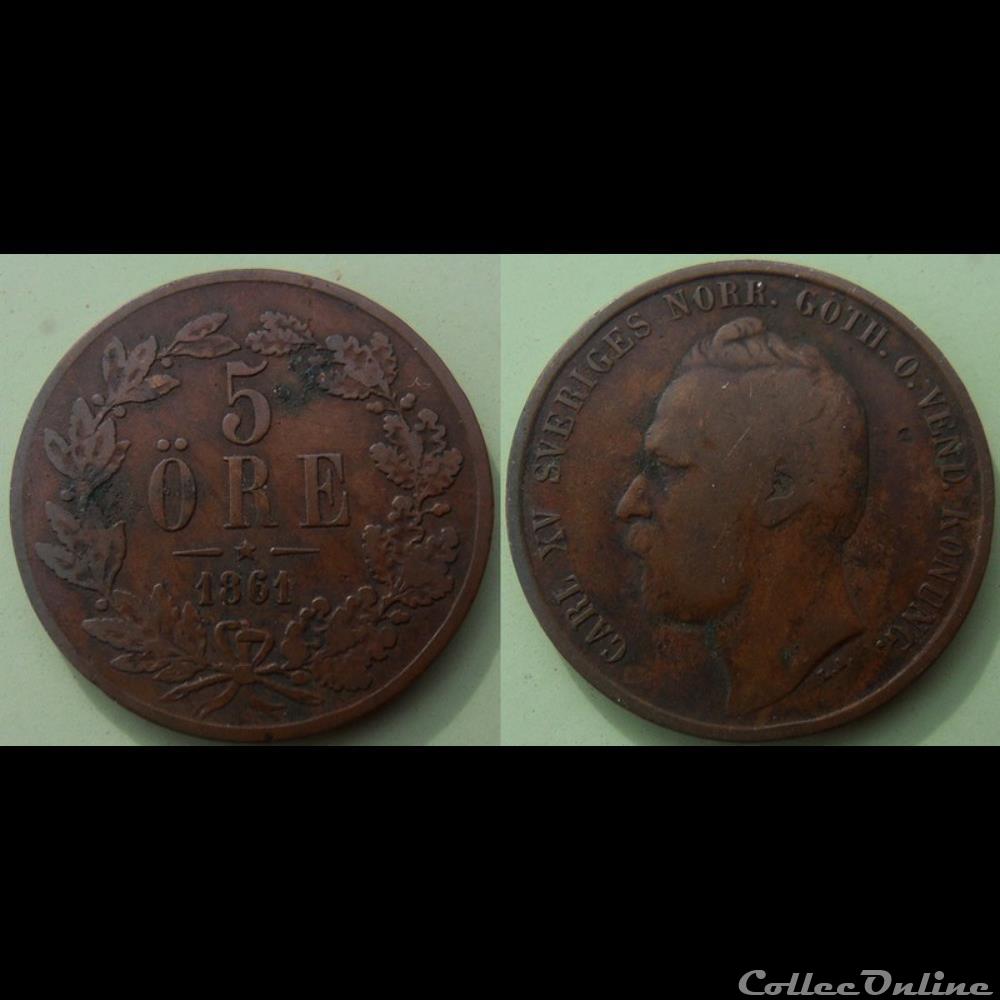 5
ÖRE
1861
CARL XV SVERIGES NORR. GÖTH. O. VEND. KONUNG.
CollecOnline